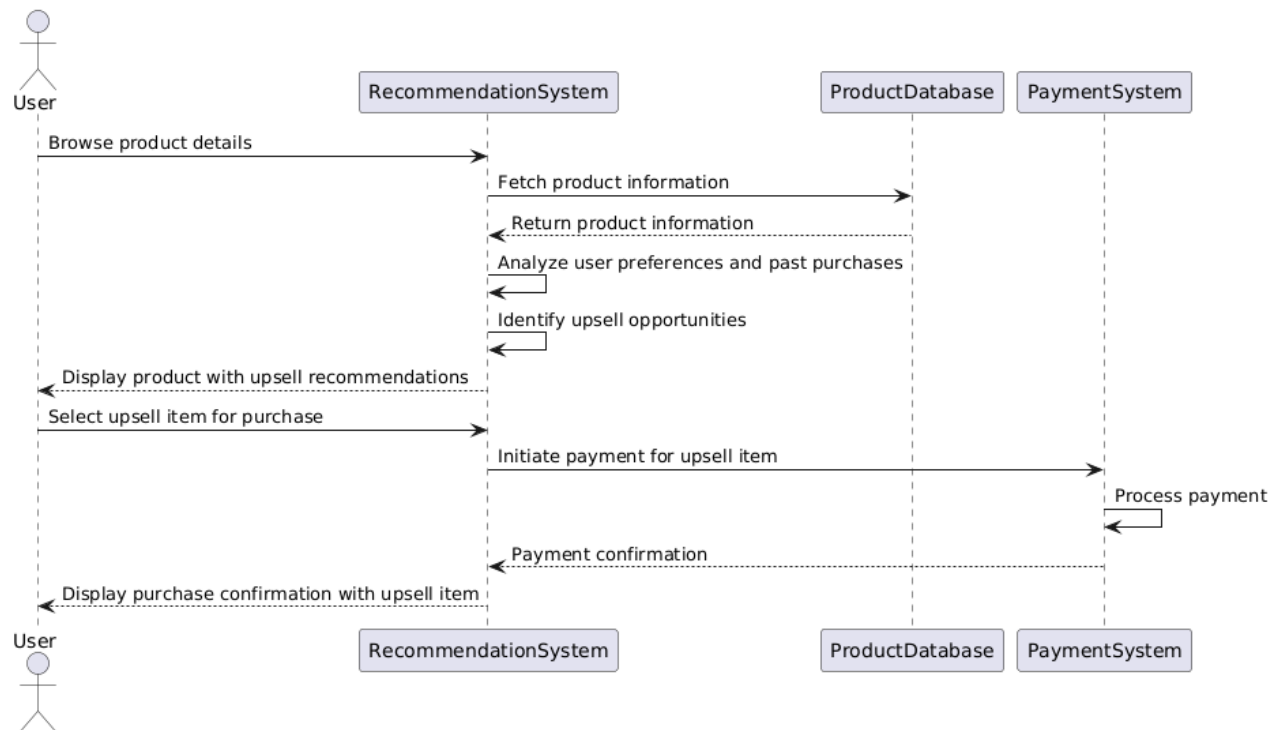 User
RecommendationSystem
ProductDatabase
PaymentSystem
Browse product details
Fetch product information
Return product information
Analyze user preferences and past purchases
Identify upsell opportunities
Display product with upsell recommendations
Select upsell item for purchase
Initiate payment for upsell item
Process payment
Payment confirmation
Display purchase confirmation with upsell item
User
RecommendationSystem
ProductDatabase
PaymentSystem